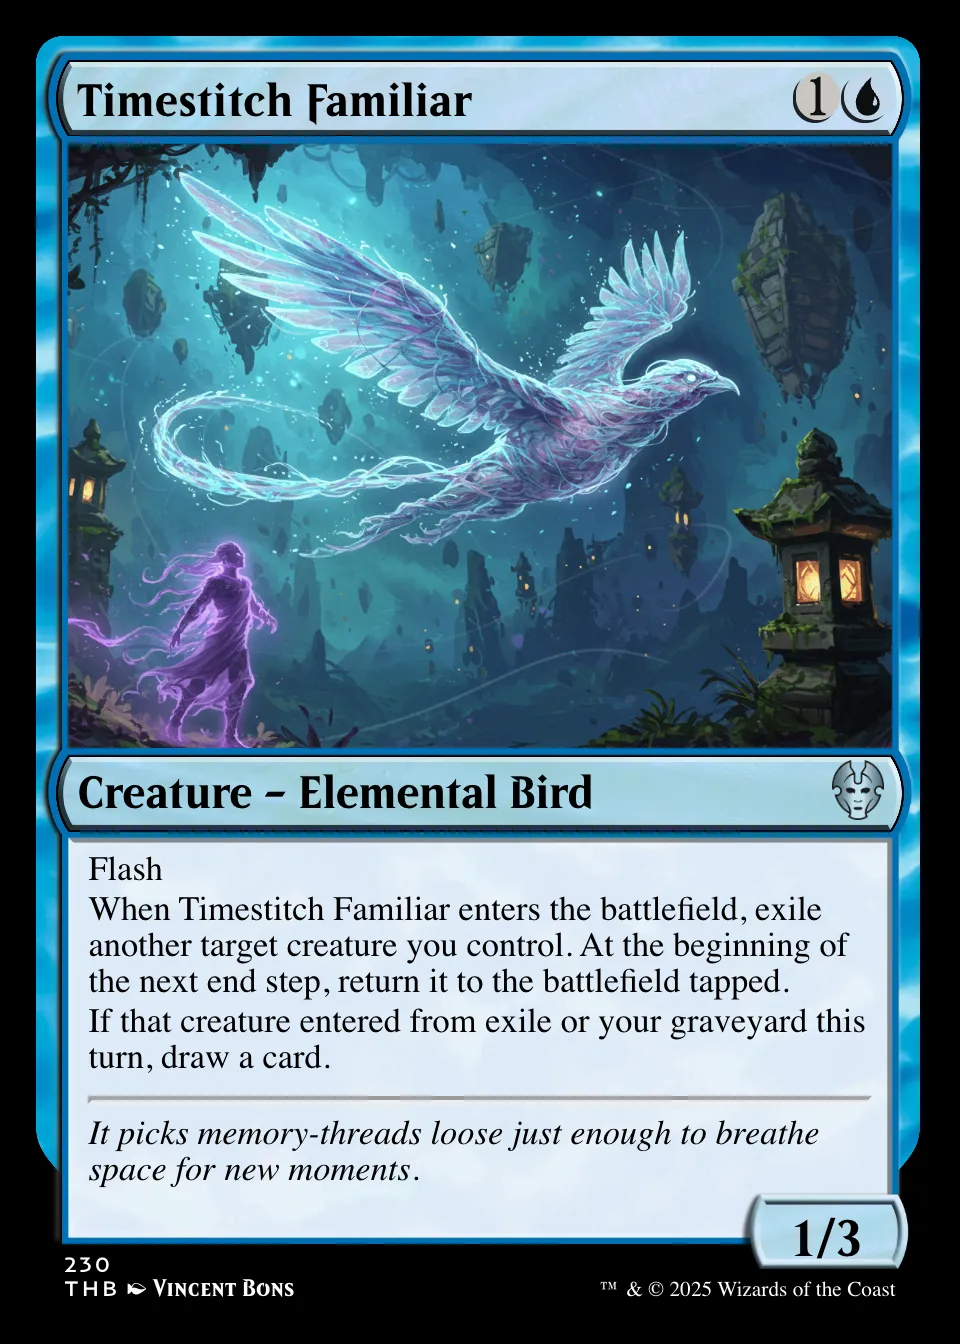 Timestitch Familiar 1
Creature – Elemental Bird
Flash
When Timestitch Familiar enters the battlefield, exile
another target creature you control. At the beginning of
the next end step, return it to the battlefield tapped.
If that creature entered from exile or your graveyard this
turn, draw a card.
It picks memory-threads loose just enough to breathe
space for new moments.
1/3
230
THB Vincent Bons
™ & © 2025 Wizards of the Coast